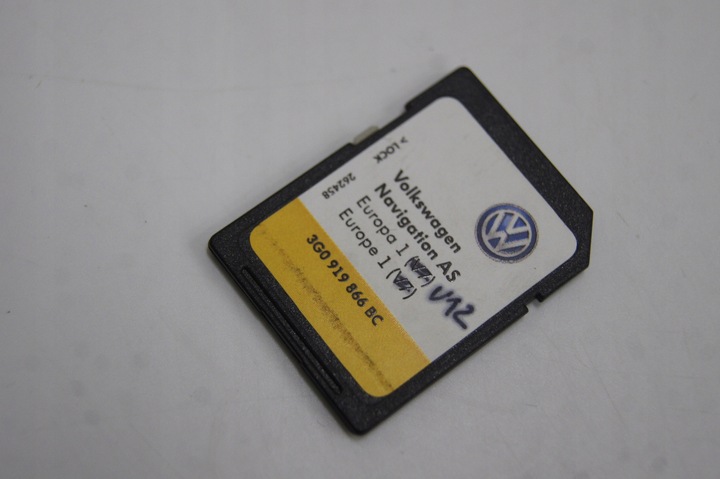 > LOCK
262458
Volkswagen
Navigation AS
Europa 1
Europe 1
V12
3G0 919 866 BC